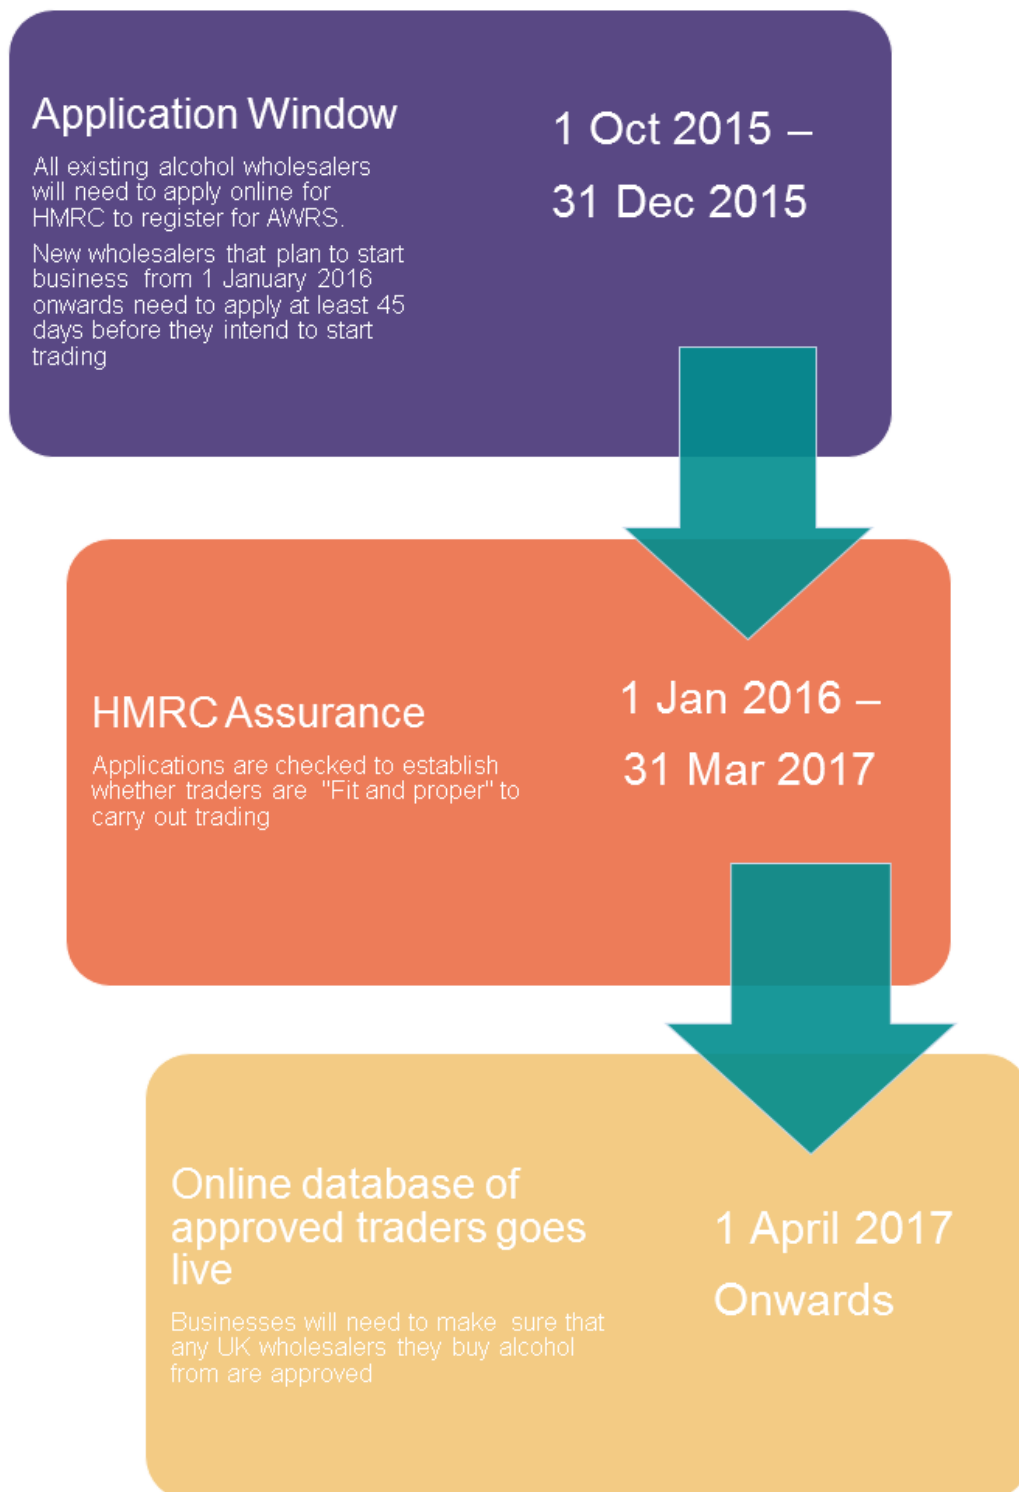 Application Window
All existing alcohol wholesalers
will need to apply online for
HMRC to register for AWRS.
New wholesalers that plan to start
business from 1 January 2016
onwards need to apply at least 45
days before they intend to start
trading
1 Oct 2015 –
31 Dec 2015
HMRC Assurance
Applications are checked to establish
whether traders are "Fit and proper" to
carry out trading
1 Jan 2016 –
31 Mar 2017
Online database of
approved traders goes
live
Businesses will need to make sure that
any UK wholesalers they buy alcohol
from are approved
1 April 2017
Onwards